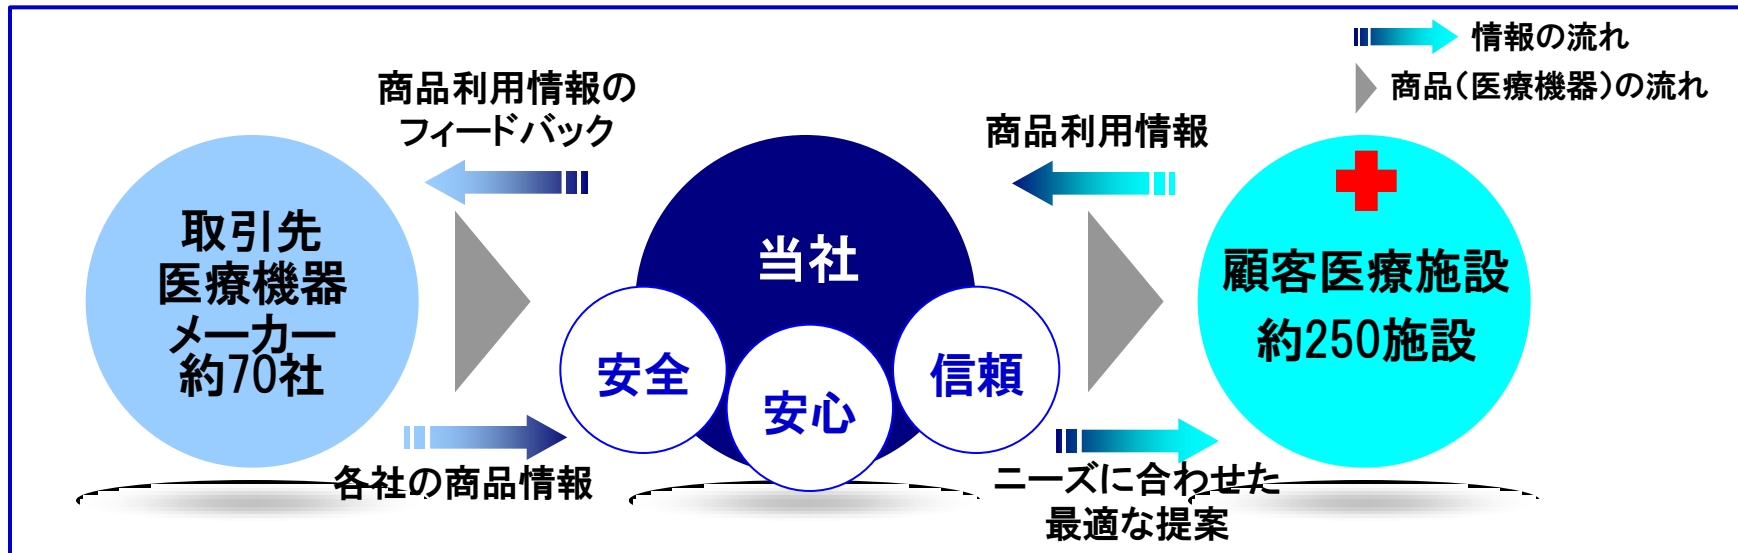 情報の流れ
商品（医療機器）の流れ
商品利用情報の
フィードバック
商品利用情報
取引先
医療機器
メーカー
約70社
当社
安全
安心
信頼
顧客医療施設
約250施設
各社の商品情報
ニーズに合わせた
最適な提案